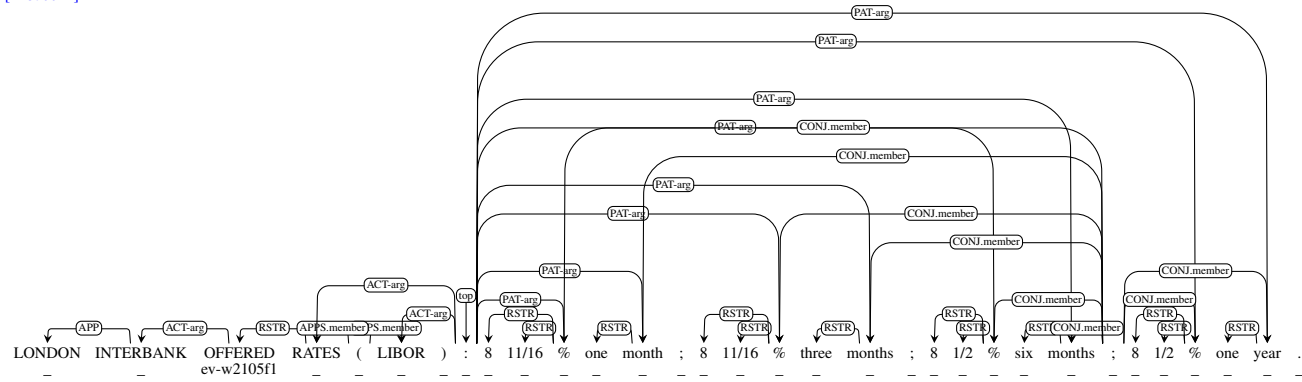 PAT-arg
PAT-arg
PAT-arg
PAT-arg CONJ.member
CONJ.member
PAT-arg
PAT-arg CONJ.member
CONJ.member
PAT-arg CONJ.member
ACT-arg
top PAT-arg CONJ.member CONJ.member
ACT-arg RSTR RSTR RSTR RSTR
APP ACT-arg RSTR APPS.member PS.member RSTR RSTR RSTR RSTR RSTR RST CONJ.member RSTR RSTR
LONDON INTERBANK OFFERED RATES ( LIBOR ) : 8 11/16 % one month ; 8 11/16 % three months ; 8 1/2 % six months ; 8 1/2 % one year .
ev-w2105f1
_ _ _ _ _ _ _ _ _ _ _ _ _ _ _ _ _ _ _ _ _ _ _ _ _ _ _ _ _ _